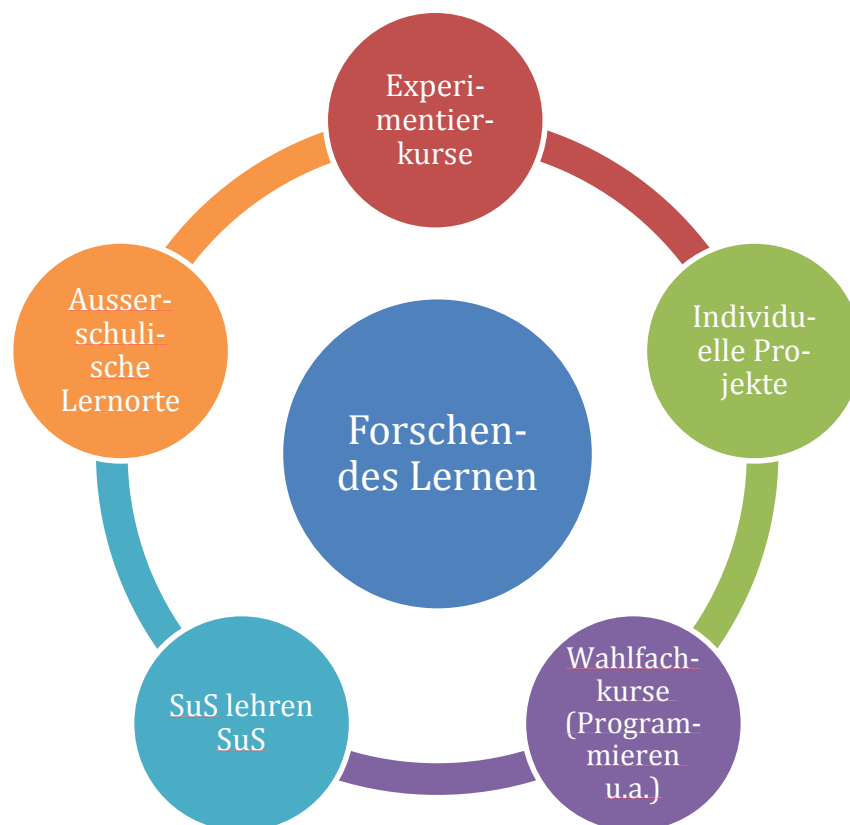 Experi-
mentier-
kurse
Individu-
elle Pro-
jekte
Wahlfach-
kurse
(Program-
mieren
u.a.)
SuS lehren
SuS
Ausser-
schuli-
sche
Lernorte
Forschen-
des Lernen